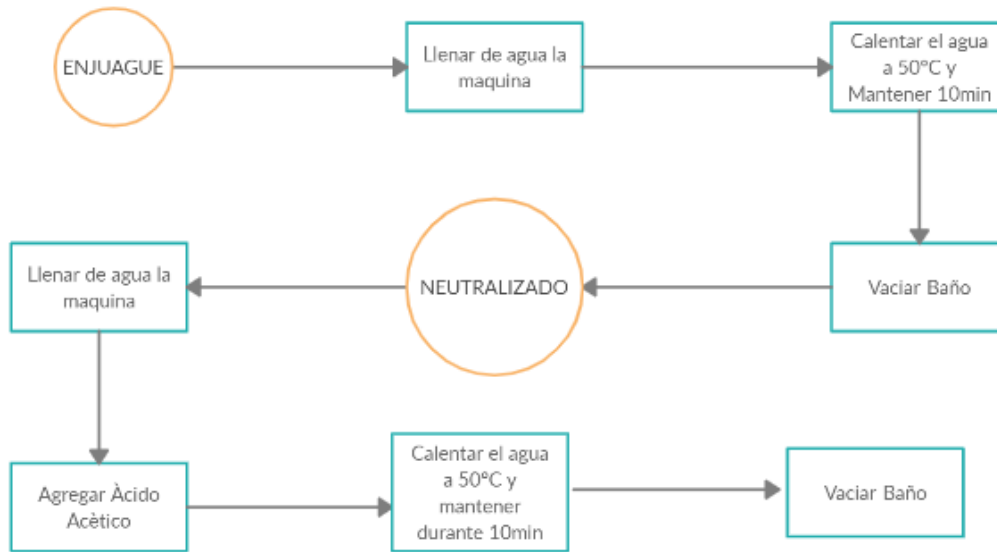 ENJUAGUE
Llenar de agua la
maquina
Calentar el agua
a 50°C y
Mantener 10min
Vaciar Baño
NEUTRALIZADO
Llenar de agua la
maquina
Agregar Àcido
Acètico
Calentar el agua
a 50°C y
mantener
durante 10min
Vaciar Baño